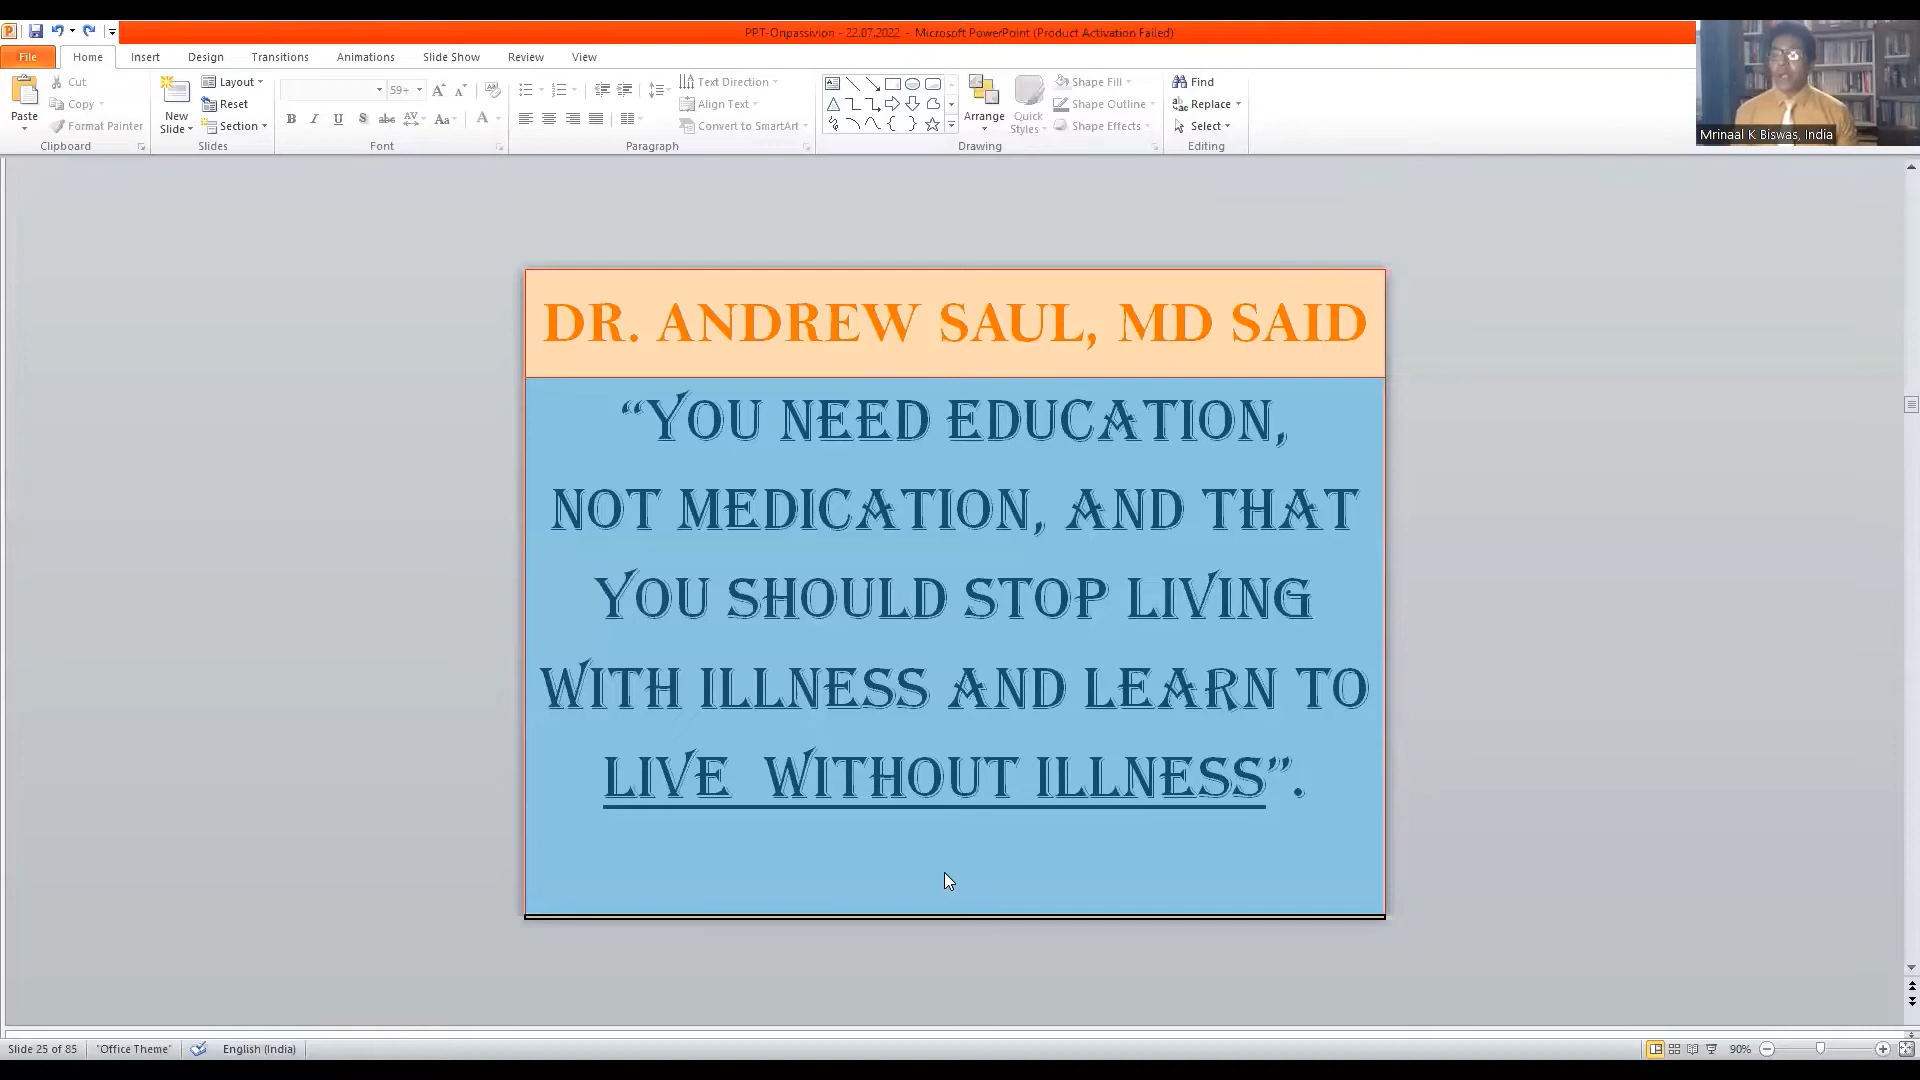 PPT-Onpassivion - 22.07.2022 - Microsoft PowerPoint (Product Activation Failed)
File Home Insert Design Transitions Animations Slide Show Review View
Paste
Cut
Copy
Format Painter
Clipboard
New Slide
Layout
Reset
Section
Slides
59+
Font
Text Direction
Align Text
Convert to SmartArt
Paragraph
Arrange
Quick Styles
Shape Fill
Shape Outline
Shape Effects
Drawing
Find
Replace
Select
Editing
Mrinaal K Biswas, India
DR. ANDREW SAUL, MD SAID
“YOU NEED EDUCATION,
NOT MEDICATION, AND THAT
YOU SHOULD STOP LIVING
WITH ILLNESS AND LEARN TO
LIVE WITHOUT ILLNESS”.
Slide 25 of 85 "Office Theme" English (India) 90%